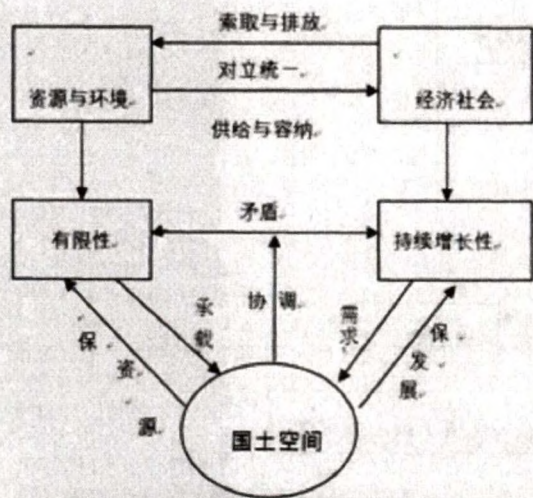 索取与排放
资源与环境
对立统一
经济社会
供给与容纳
有限性
矛盾
持续增长性
承载
协调
需求
保资源
保发展
国土空间